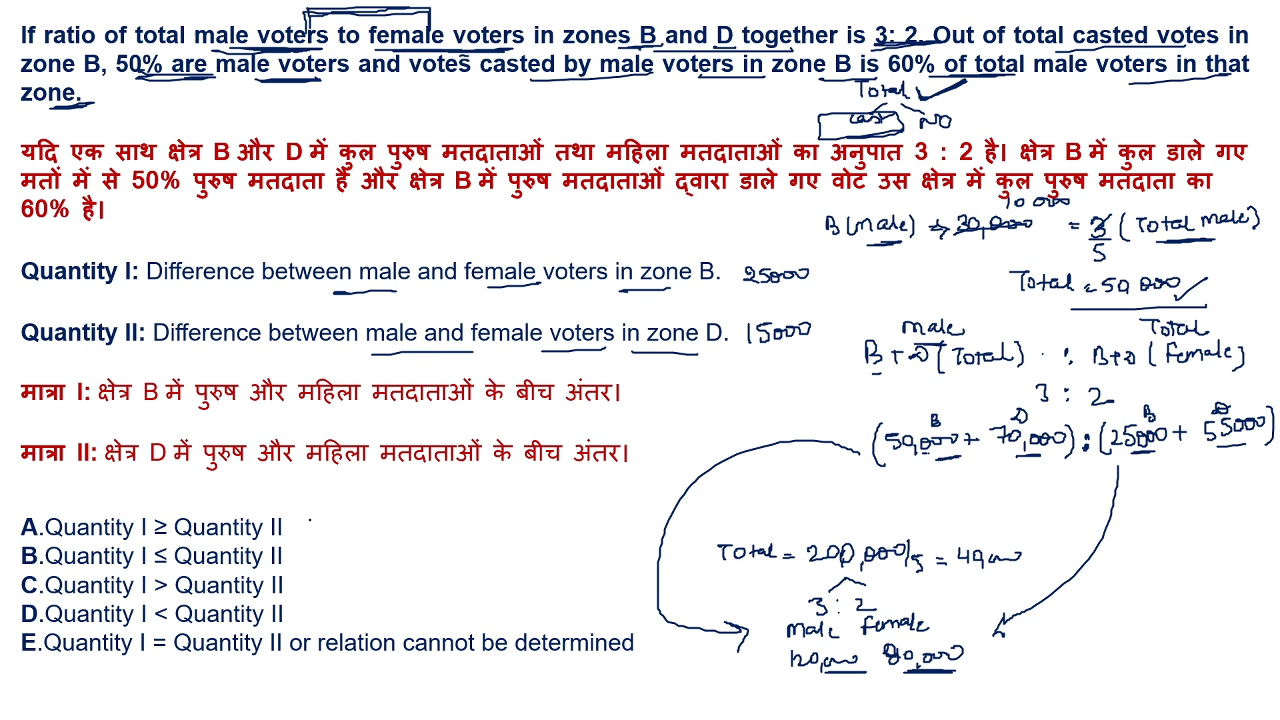 If ratio of total male voters to female voters in zones B and D together is 3: 2. Out of total casted votes in
zone B, 50% are male voters and votes casted by male voters in zone B is 60% of total male voters in that
zone.
Total
cast NO
यदि एक साथ क्षेत्र B और D में कुल पुरुष मतदाताओं तथा महिला मतदाताओं का अनुपात 3 : 2 है। क्षेत्र B में कुल डाले गए
मतों में से 50% पुरुष मतदाता हैं और क्षेत्र B में पुरुष मतदाताओं द्वारा डाले गए वोट उस क्षेत्र में कुल पुरुष मतदाता का
60% है।
10000
B(male) → 30,000 = 3/5 (Total male)
Total = 50,000
Quantity I: Difference between male and female voters in zone B. 25000
Quantity II: Difference between male and female voters in zone D. 15000
male Total
B + D (Total) : B+D (Female)
3 : 2
B D B D
(50,000 + 70,000) : (25000 + 55000)
मात्रा I: क्षेत्र B में पुरुष और महिला मतदाताओं के बीच अंतर।
मात्रा II: क्षेत्र D में पुरुष और महिला मतदाताओं के बीच अंतर।
A.Quantity I ≥ Quantity II
B.Quantity I ≤ Quantity II
C.Quantity I > Quantity II
D.Quantity I < Quantity II
E.Quantity I = Quantity II or relation cannot be determined
Total = 200,000/5 =
3 : 2
male female
120,000 80,000